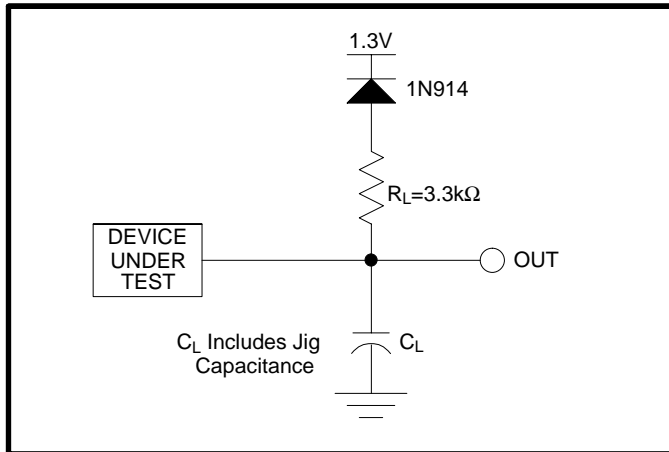 1.3V
1N914
RL=3.3kΩ
DEVICE
UNDER
TEST
OUT
CL Includes Jig
Capacitance
CL